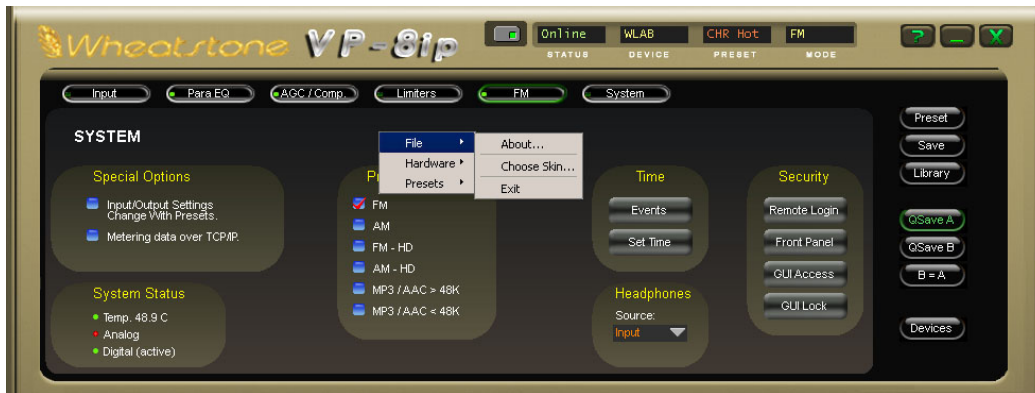 Wheatstone VP-8ip
Online WLAB CHR Hot FM
STATUS DEVICE PRESET MODE
? _ X
Input Para EQ AGC / Comp. Limiters FM System
SYSTEM
File
Hardware
Presets
About...
Choose Skin...
Exit
Special Options
Input/Output Settings
Change With Presets.
Metering data over TCP/IP.
System Status
Temp. 48.9 C
Analog
Digital (active)
FM
AM
FM - HD
AM - HD
MP3 / AAC > 48K
MP3 / AAC < 48K
Time
Events
Set Time
Headphones
Source:
Input
Security
Remote Login
Front Panel
GUI Access
GUI Lock
Preset
Save
Library
QSave A
QSave B
B = A
Devices